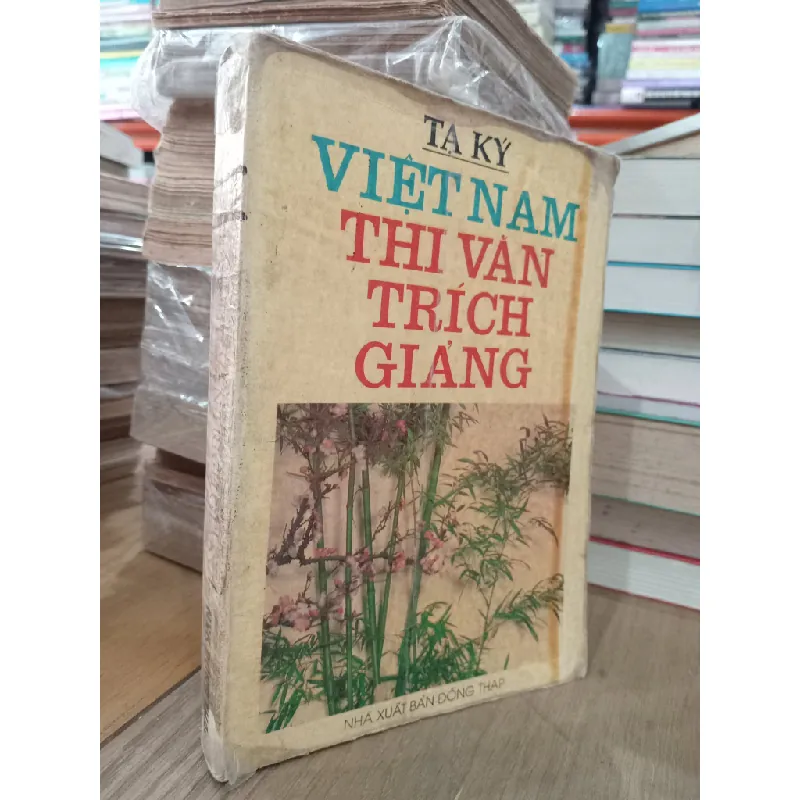 TẠ KÝ
VIỆT NAM
THI VĂN
TRÍCH
GIẢNG
NHÀ XUẤT BẢN ĐỒNG THÁP